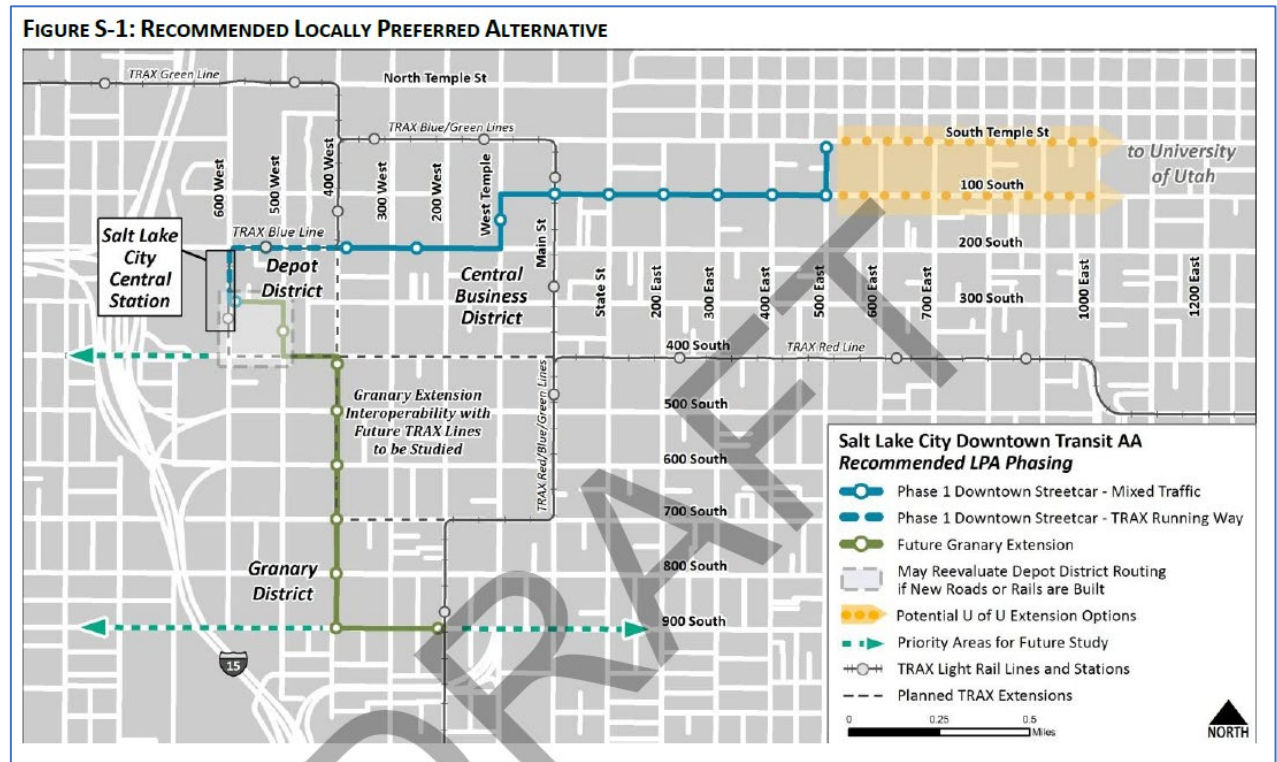 FIGURE S-1: RECOMMENDED LOCALLY PREFERRED ALTERNATIVE
TRAX Green Line
North Temple St
TRAX Blue/Green Lines
South Temple St
to University
of Utah
100 South
600 West
500 West
400 West
300 West
200 West
West Temple
Main St
Salt Lake
City
Central
Station
TRAX Blue Line
Depot
District
Central
Business
District
200 South
State St
200 East
300 East
400 East
500 East
600 East
700 East
1000 East
1200 East
300 South
400 South
TRAX Red Line
Granary Extension
Interoperability with
Future TRAX Lines
to be Studied
TRAX Red/Blue/Green Lines
500 South
600 South
700 South
800 South
900 South
Granary
District
15
DRAFT
Salt Lake City Downtown Transit AA
Recommended LPA Phasing
Phase 1 Downtown Streetcar - Mixed Traffic
Phase 1 Downtown Streetcar - TRAX Running Way
Future Granary Extension
May Reevaluate Depot District Routing
if New Roads or Rails are Built
Potential U of U Extension Options
Priority Areas for Future Study
TRAX Light Rail Lines and Stations
Planned TRAX Extensions
0 0.25 0.5
Miles
NORTH